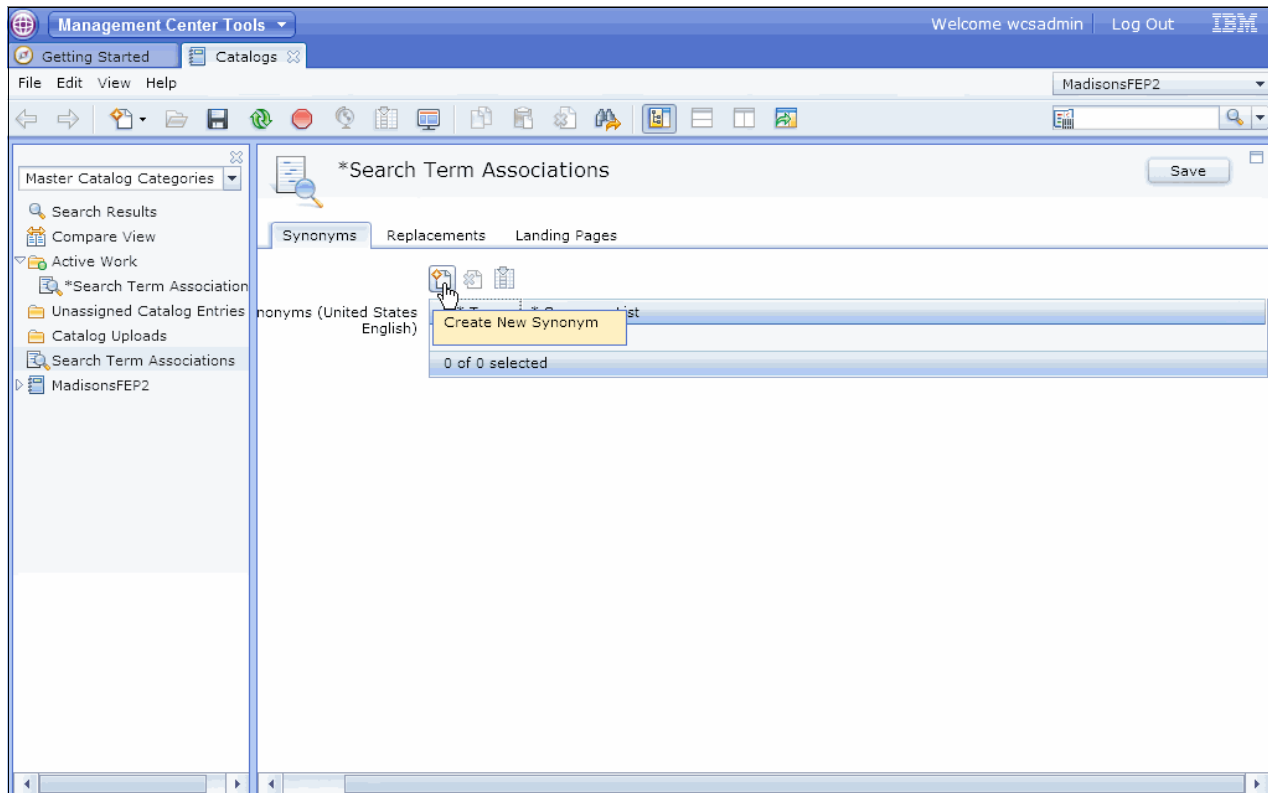 Management Center Tools
Welcome wcsadmin
Log Out
IBM
Getting Started
Catalogs
File Edit View Help
MadisonsFEP2
Master Catalog Categories
*Search Term Associations
Save
Search Results
Compare View
Synonyms Replacements Landing Pages
Active Work
*Search Term Association
Unassigned Catalog Entries
nonyms (United States
English)
Create New Synonym
Catalog Uploads
Search Term Associations
0 of 0 selected
MadisonsFEP2